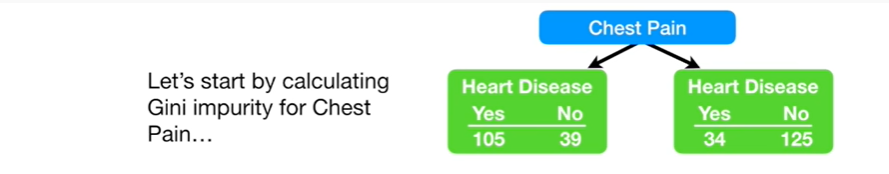 Chest Pain
Let's start by calculating
Gini impurity for Chest
Pain…
Heart Disease
Yes No
105 39
Heart Disease
Yes No
34 125